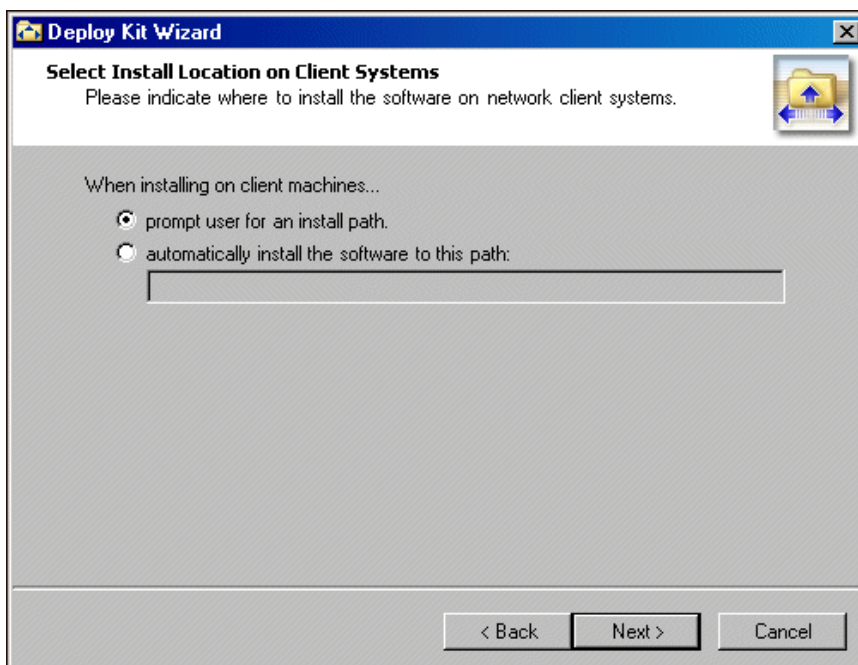 Deploy Kit Wizard
Select Install Location on Client Systems
Please indicate where to install the software on network client systems.
When installing on client machines...
prompt user for an install path.
automatically install the software to this path:
< Back Next > Cancel